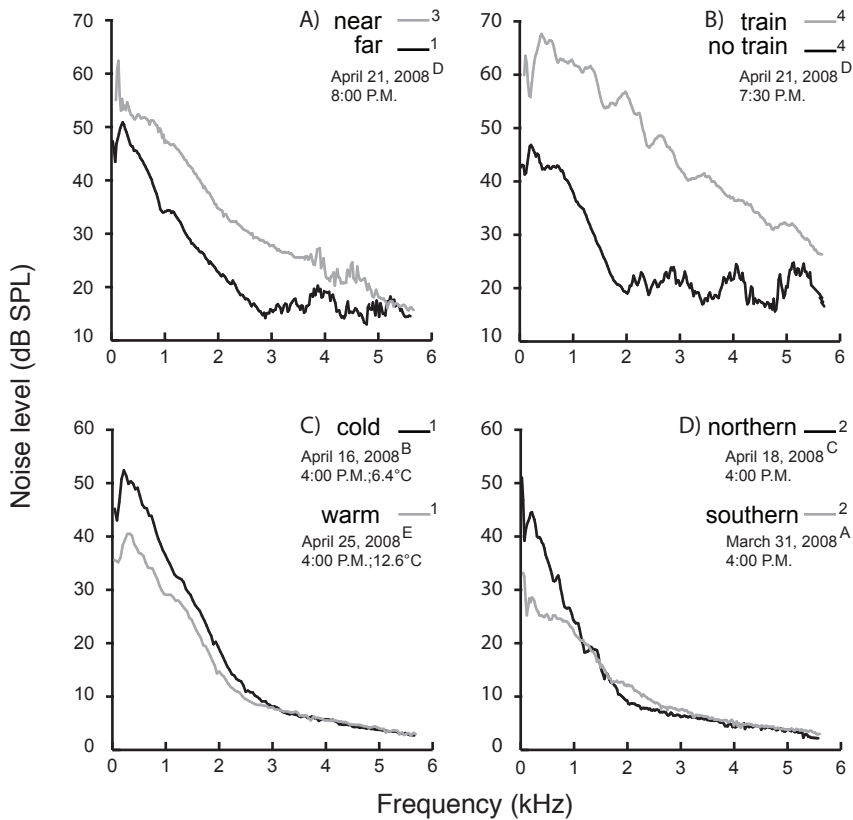 Noise level (dB SPL)
A) near 3
far 1
April 21, 2008 D
8:00 P.M.
70
60
50
40
30
20
10
0 1 2 3 4 5 6
B) train 4
no train 4
April 21, 2008 D
7:30 P.M.
70
60
50
40
30
20
10
0 1 2 3 4 5 6
C) cold 1
April 16, 2008 B
4:00 P.M.;6.4°C
warm 1
April 25, 2008 E
4:00 P.M.;12.6°C
60
50
40
30
20
10
0
0 1 2 3 4 5 6
D) northern 2
April 18, 2008 C
4:00 P.M.
southern 2
March 31, 2008 A
4:00 P.M.
60
50
40
30
20
10
0
0 1 2 3 4 5 6
Frequency (kHz)